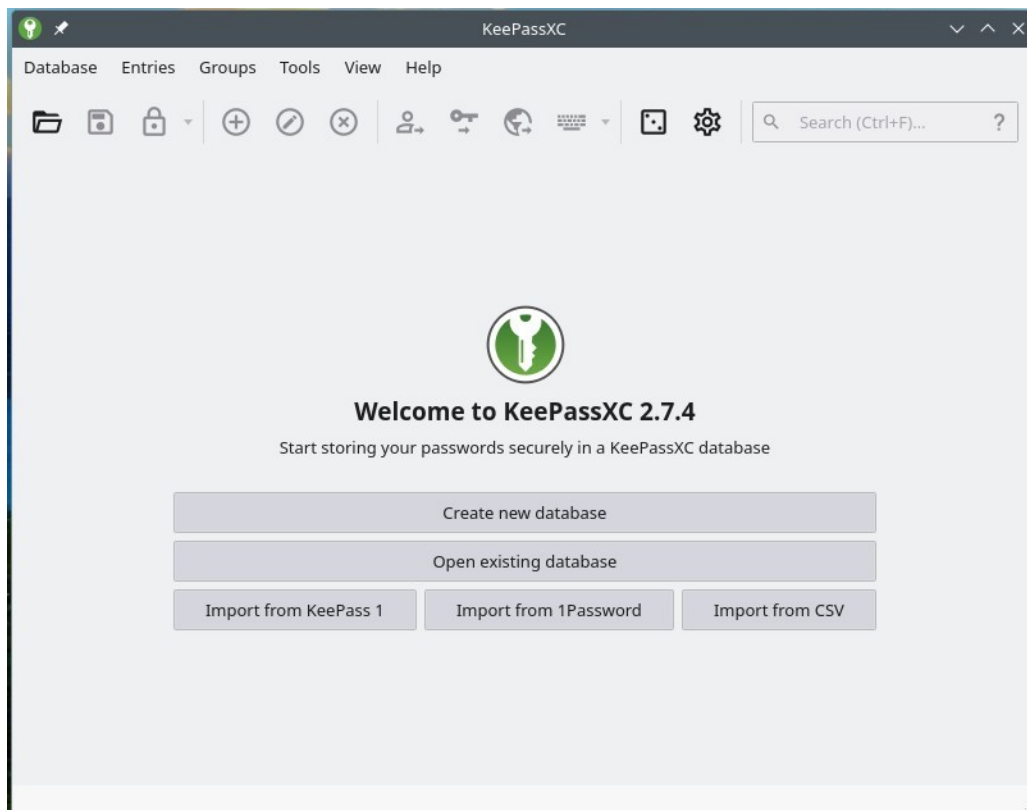 KeePassXC
Database Entries Groups Tools View Help
Search (Ctrl+F)... ?
Welcome to KeePassXC 2.7.4
Start storing your passwords securely in a KeePassXC database
Create new database
Open existing database
Import from KeePass 1 Import from 1Password Import from CSV